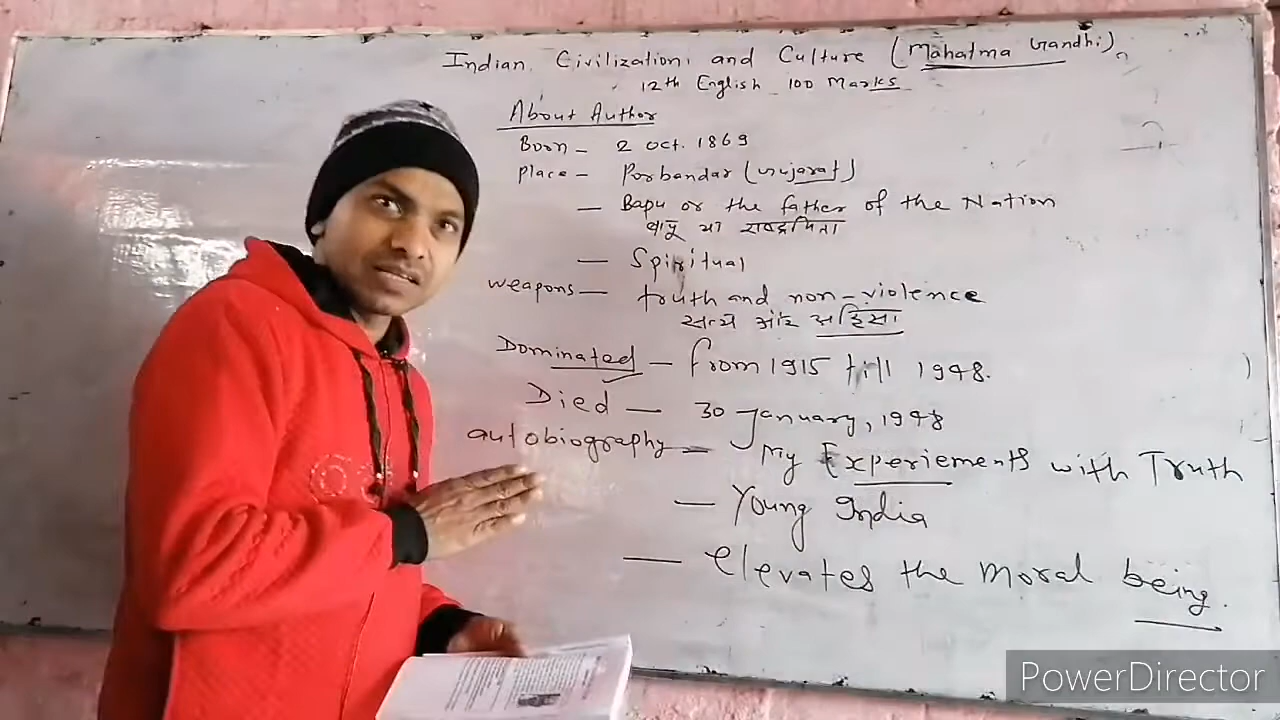 Indian Civilization and Culture (Mahatma Gandhi)
12th English 100 Marks
About Author
Born - 2 oct. 1869
place - Porbandar (Gujarat)
- Bapu or the father of the Nation
बापू या राष्ट्रपिता
- Spiritual
weapons - truth and non-violence
सत्य और अहिंसा
Dominated - from 1915 till 1948.
Died - 30 January, 1948
autobiography - My Experiements with Truth
- Young India
- elevates the moral being.
PowerDirector